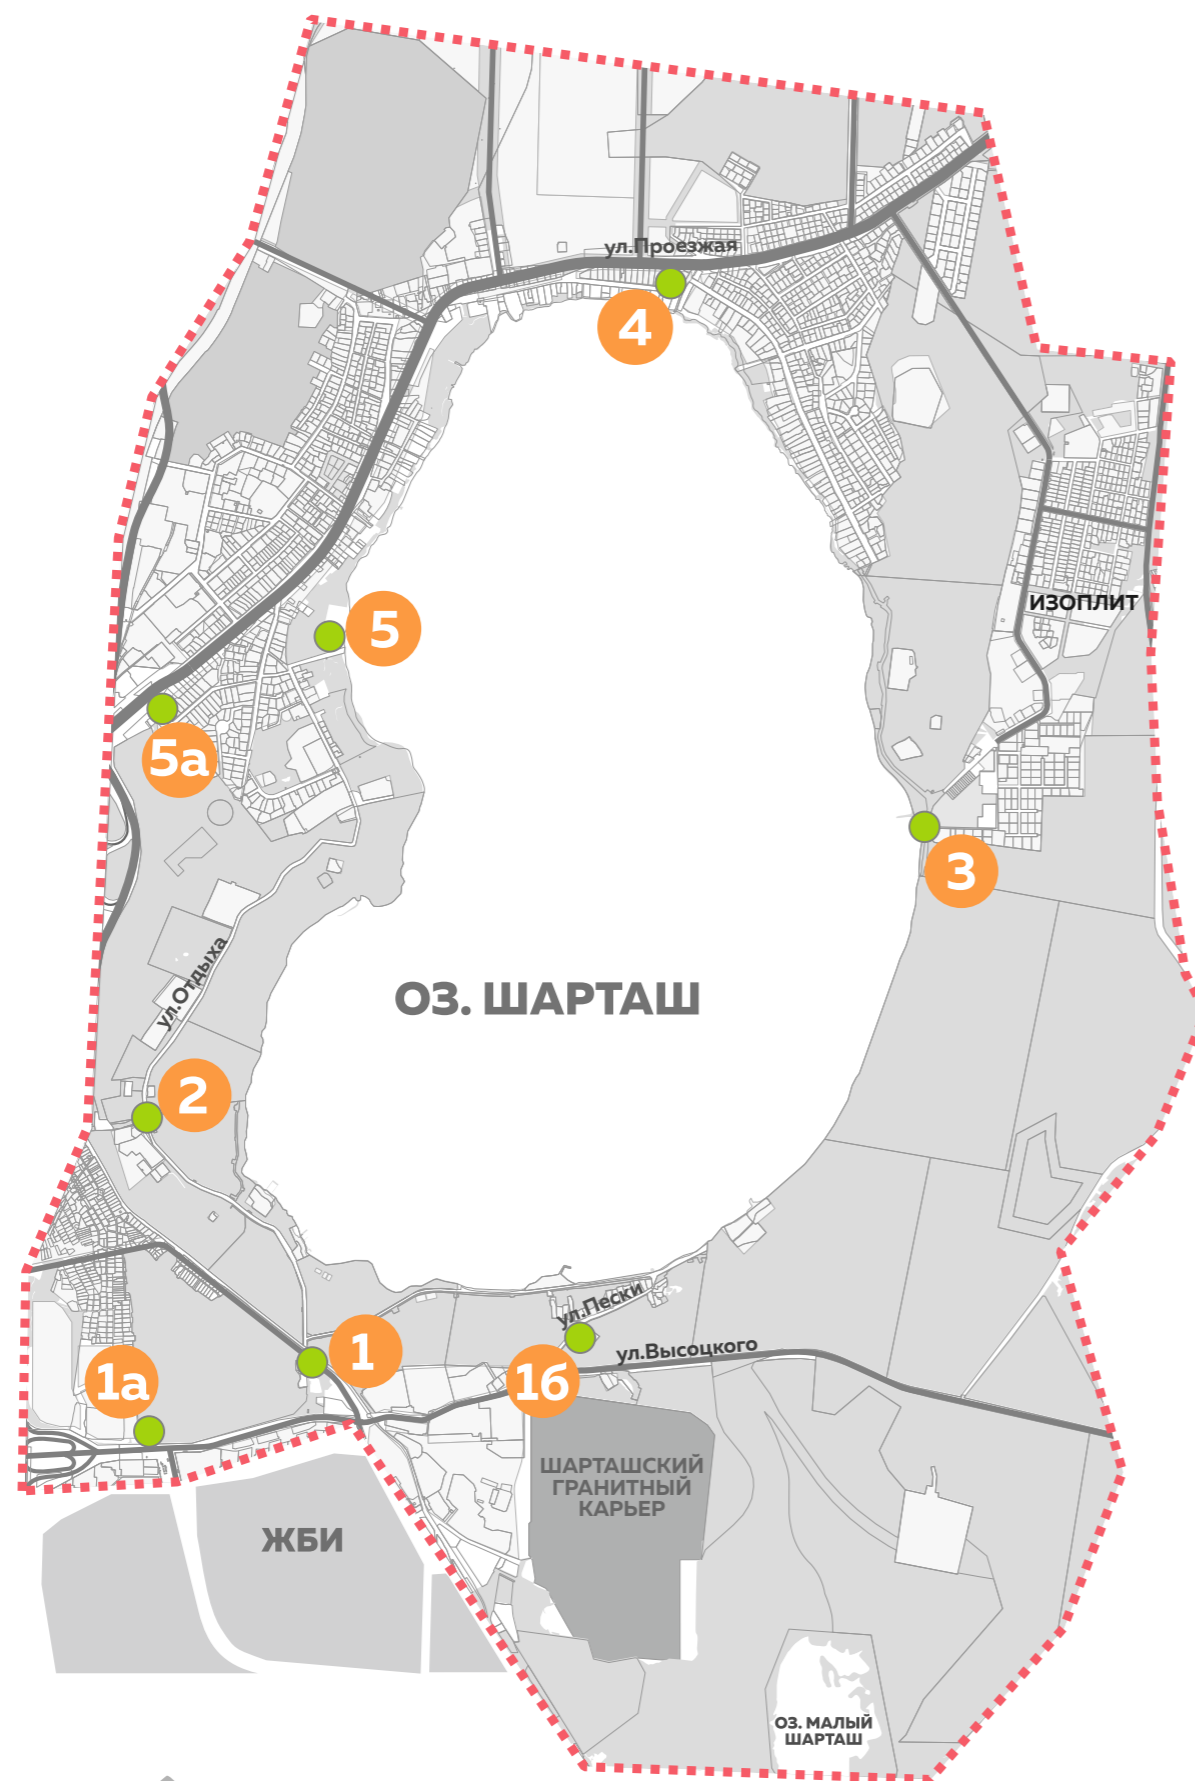 ул.Проезжая
4
ИЗОПЛИТ
5
5а
3
ул.Отдыха
ОЗ. ШАРТАШ
2
ул.Пески
ул.Высоцкого
1
1а
1б
ШАРТАШСКИЙ
ГРАНИТНЫЙ
КАРЬЕР
ЖБИ
ОЗ. МАЛЫЙ
ШАРТАШ